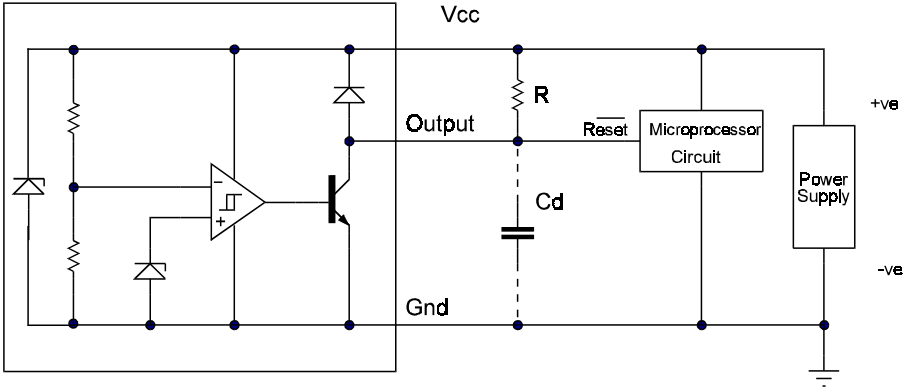 Vcc
+ve
R
Output
Reset
Microprocessor
Circuit
Power
Supply
−
+
Cd
-ve
Gnd